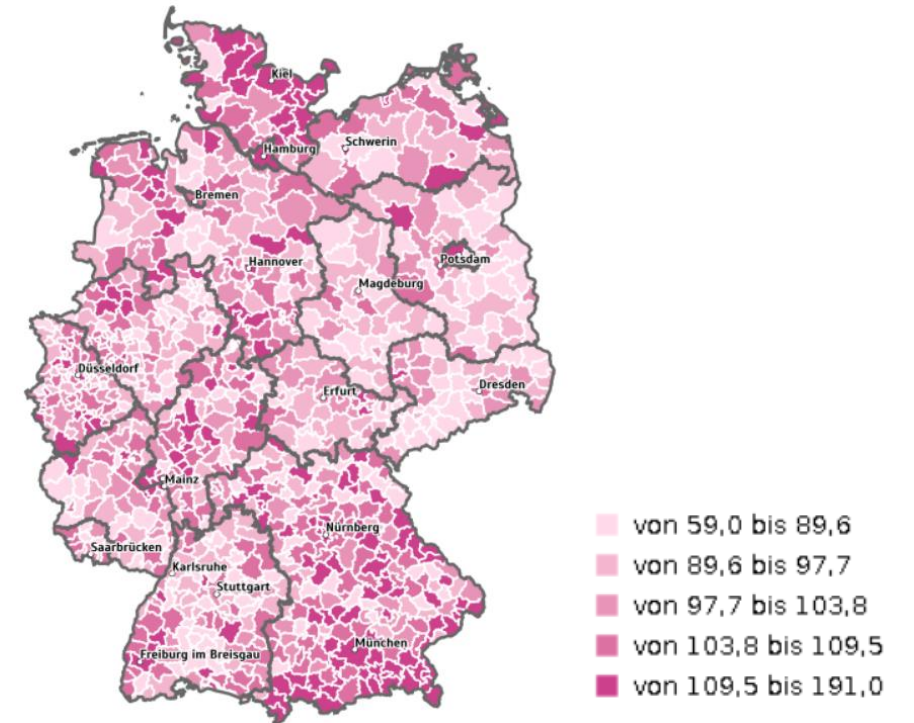 Kiel
Schwerin
Hamburg
Bremen
Hannover
Potsdam
Magdeburg
Düsseldorf
Erfurt
Dresden
Mainz
Nürnberg
Saarbrücken
Karlsruhe
Stuttgart
München
Freiburg im Breisgau
von 59,0 bis 89,6
von 89,6 bis 97,7
von 97,7 bis 103,8
von 103,8 bis 109,5
von 109,5 bis 191,0